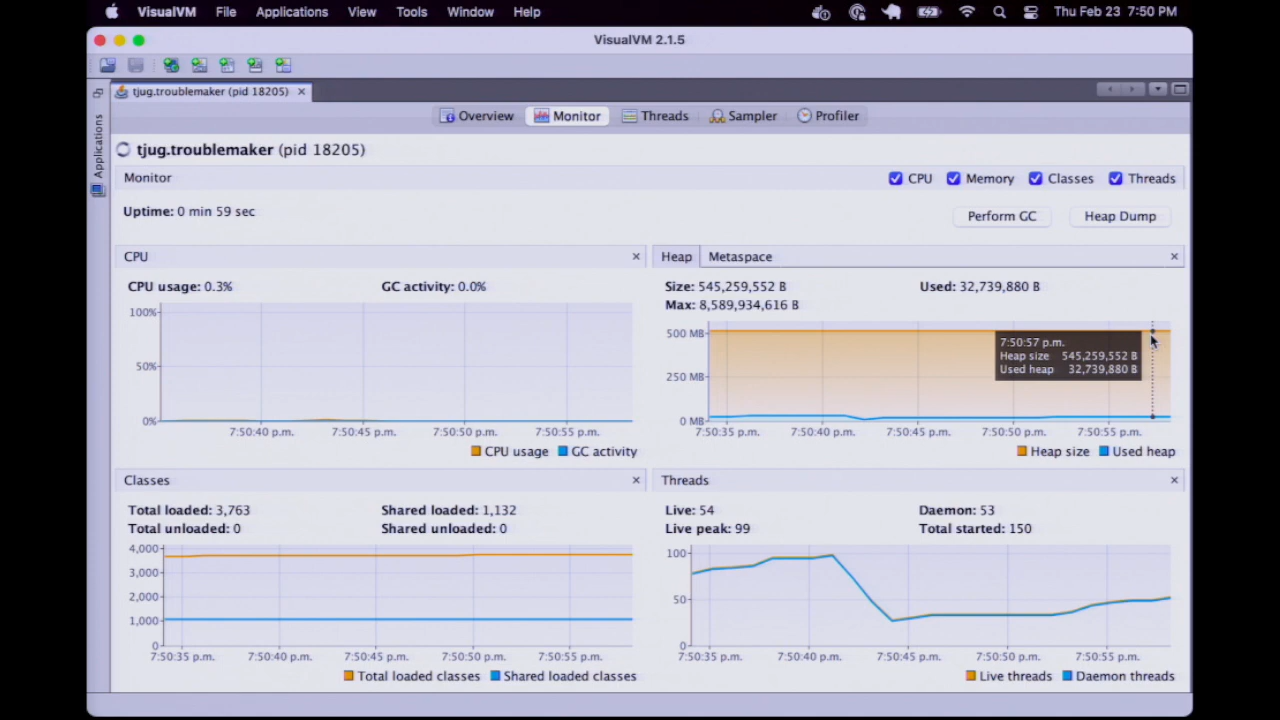 VisualVM File Applications View Tools Window Help Thu Feb 23 7:50 PM
VisualVM 2.1.5
tjug.troublemaker (pid 18205)
Applications
Overview Monitor Threads Sampler Profiler
tjug.troublemaker (pid 18205)
Monitor CPU Memory Classes Threads
Uptime: 0 min 59 sec Perform GC Heap Dump
CPU
CPU usage: 0.3% GC activity: 0.0%
100%
50%
0%
7:50:40 p.m. 7:50:45 p.m. 7:50:50 p.m. 7:50:55 p.m.
CPU usage GC activity
Heap Metaspace
Size: 545,259,552 B Used: 32,739,880 B
Max: 8,589,934,616 B
500 MB
250 MB
0 MB
7:50:57 p.m.
Heap size 545,259,552 B
Used heap 32,739,880 B
7:50:35 p.m. 7:50:40 p.m. 7:50:45 p.m. 7:50:50 p.m. 7:50:55 p.m.
Heap size Used heap
Classes
Total loaded: 3,763 Shared loaded: 1,132
Total unloaded: 0 Shared unloaded: 0
4,000
3,000
2,000
1,000
0
7:50:35 p.m. 7:50:40 p.m. 7:50:45 p.m. 7:50:50 p.m. 7:50:55 p.m.
Total loaded classes Shared loaded classes
Threads
Live: 54 Daemon: 53
Live peak: 99 Total started: 150
100
50
0
7:50:35 p.m. 7:50:40 p.m. 7:50:45 p.m. 7:50:50 p.m. 7:50:55 p.m.
Live threads Daemon threads